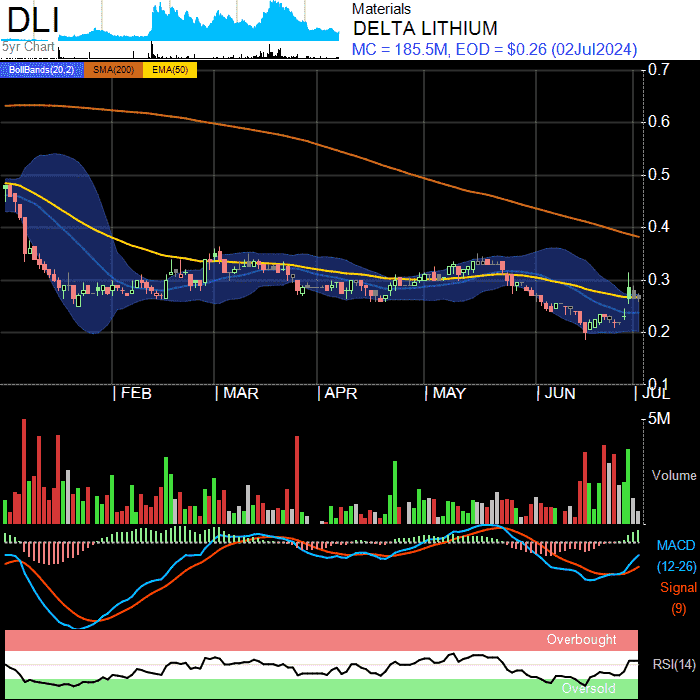 DLI
Materials
DELTA LITHIUM
MC = 185.5M, EOD = $0.26 (02Jul2024)
5yr Chart
BollBands(20,2) SMA(200) EMA(50)
0.7
0.6
0.5
0.4
0.3
0.2
0.1
FEB MAR APR MAY JUN JUL
5M
Volume
MACD
(12-26)
Signal
(9)
Overbought
RSI(14)
Oversold